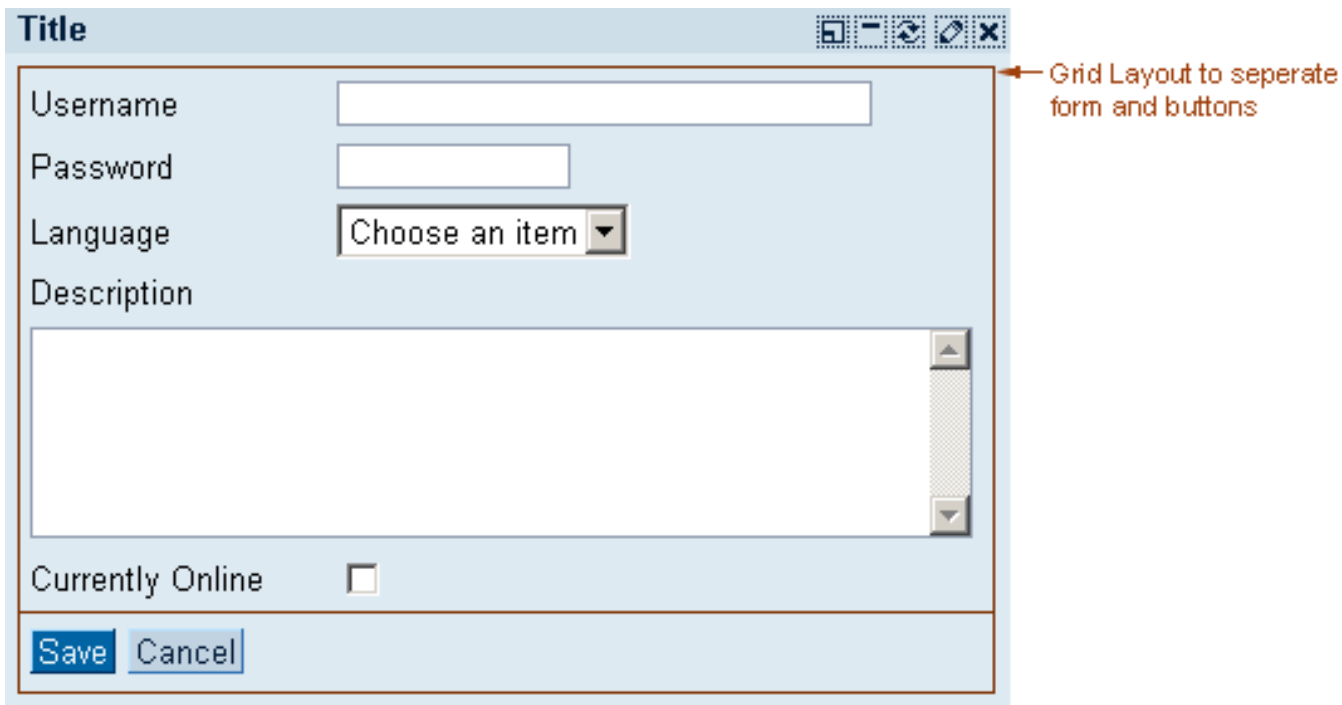 Title
Grid Layout to seperate
form and buttons
Username
Password
Language
Choose an item
Description
Currently Online
Save Cancel